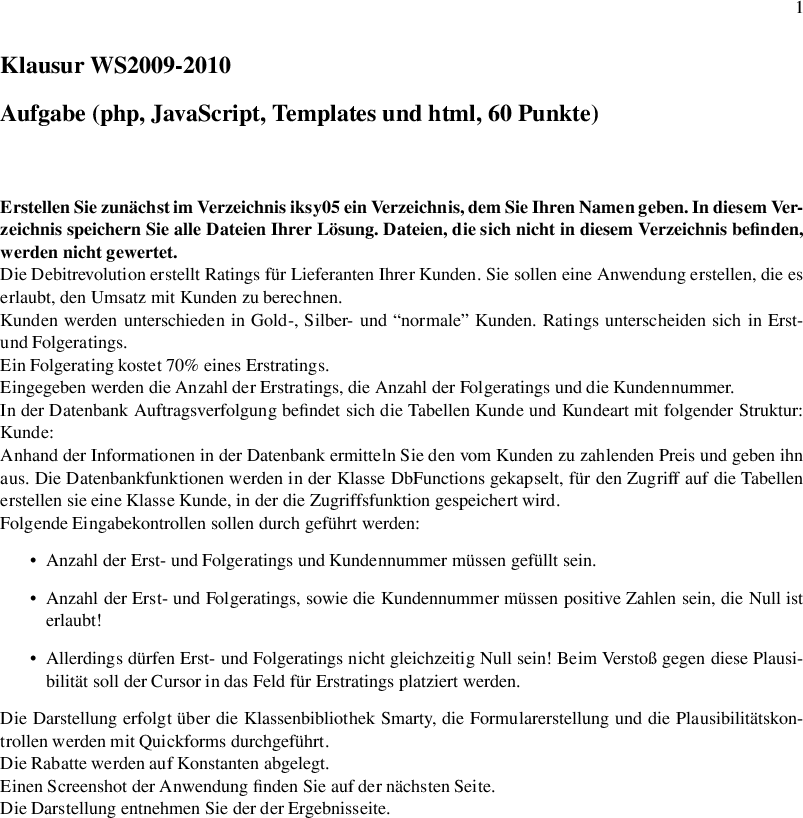 1
Klausur WS2009-2010
Aufgabe (php, JavaScript, Templates und html, 60 Punkte)
Erstellen Sie zunächst im Verzeichnis iksy05 ein Verzeichnis, dem Sie Ihren Namen geben. In diesem Ver-
zeichnis speichern Sie alle Dateien Ihrer Lösung. Dateien, die sich nicht in diesem Verzeichnis befinden,
werden nicht gewertet.
Die Debitrevolution erstellt Ratings für Lieferanten Ihrer Kunden. Sie sollen eine Anwendung erstellen, die es
erlaubt, den Umsatz mit Kunden zu berechnen.
Kunden werden unterschieden in Gold-, Silber- und “normale” Kunden. Ratings unterscheiden sich in Erst-
und Folgeratings.
Ein Folgerating kostet 70% eines Erstratings.
Eingegeben werden die Anzahl der Erstratings, die Anzahl der Folgeratings und die Kundennummer.
In der Datenbank Auftragsverfolgung befindet sich die Tabellen Kunde und Kundeart mit folgender Struktur:
Kunde:
Anhand der Informationen in der Datenbank ermitteln Sie den vom Kunden zu zahlenden Preis und geben ihn
aus. Die Datenbankfunktionen werden in der Klasse DbFunctions gekapselt, für den Zugriff auf die Tabellen
erstellen sie eine Klasse Kunde, in der die Zugriffsfunktion gespeichert wird.
Folgende Eingabekontrollen sollen durch geführt werden:
• Anzahl der Erst- und Folgeratings und Kundennummer müssen gefüllt sein.
• Anzahl der Erst- und Folgeratings, sowie die Kundennummer müssen positive Zahlen sein, die Null ist
erlaubt!
• Allerdings dürfen Erst- und Folgeratings nicht gleichzeitig Null sein! Beim Verstoß gegen diese Plausi-
bilität soll der Cursor in das Feld für Erstratings platziert werden.
Die Darstellung erfolgt über die Klassenbibliothek Smarty, die Formularerstellung und die Plausibilitätskon-
trollen werden mit Quickforms durchgeführt.
Die Rabatte werden auf Konstanten abgelegt.
Einen Screenshot der Anwendung finden Sie auf der nächsten Seite.
Die Darstellung entnehmen Sie der der Ergebnisseite.